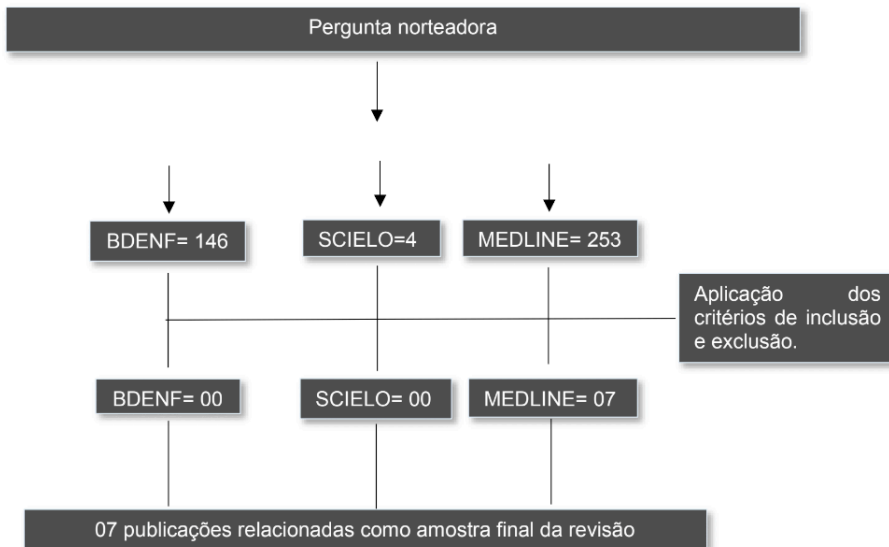 Pergunta norteadora
BDENF= 146
SCIELO=4
MEDLINE= 253
Aplicação dos
critérios de inclusão
e exclusão.
BDENF= 00
SCIELO= 00
MEDLINE= 07
07 publicações relacionadas como amostra final da revisão